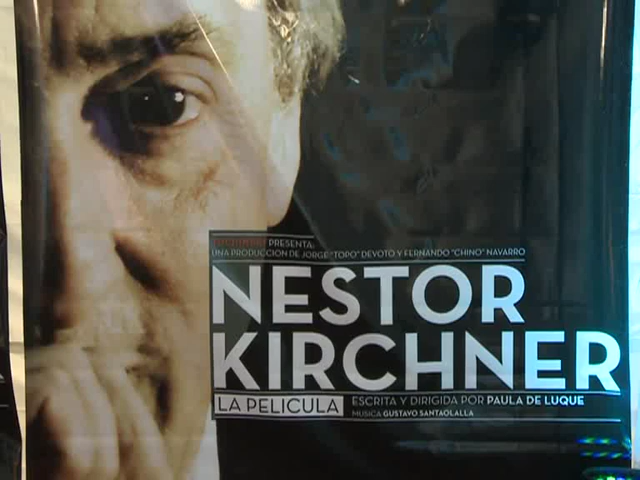 PRESENTA:
UNA PRODUCCION DE JORGE "TOPO" DEVOTO Y FERNANDO "CHINO" NAVARRO
NESTOR
KIRCHNER
LA PELICULA
ESCRITA Y DIRIGIDA POR PAULA DE LUQUE
MUSICA GUSTAVO SANTAOLALLA